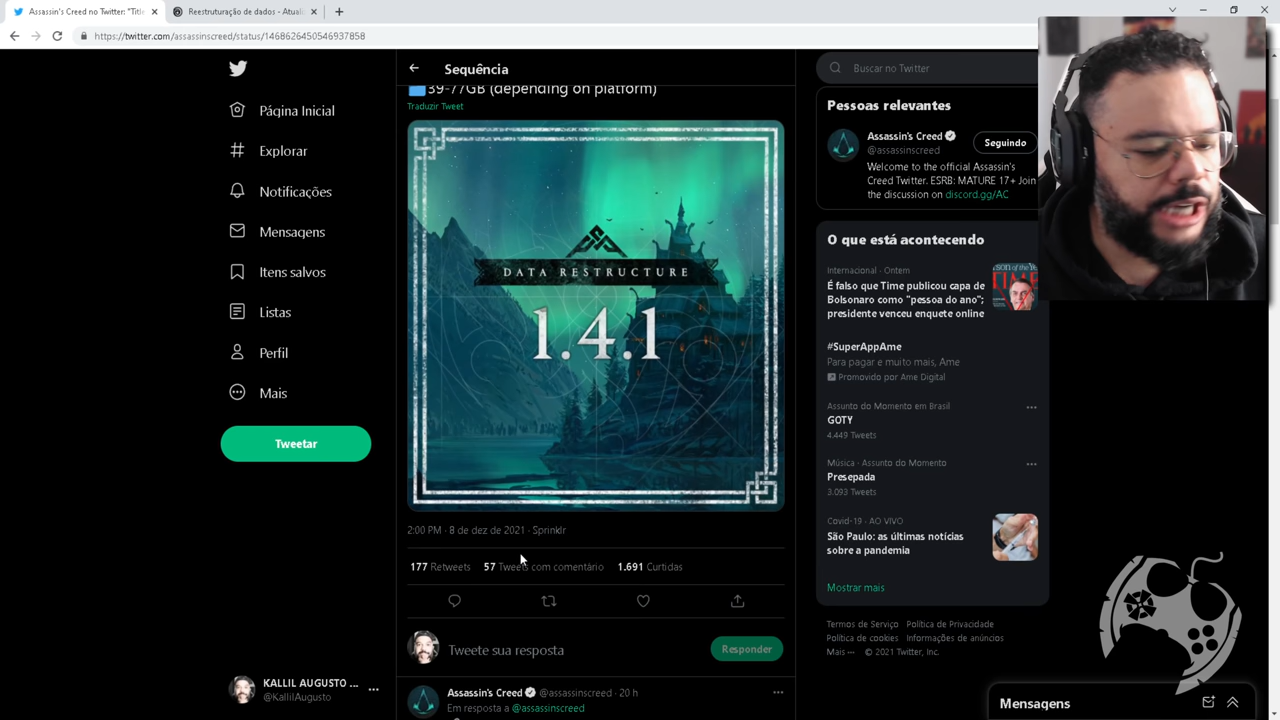 Assassin's Creed no Twitter: "Title
Reestruturação de dados - Atuali
https://twitter.com/assassinscreed/status/1468626450546937858
Página Inicial
Explorar
Notificações
Mensagens
Itens salvos
Listas
Perfil
Mais
Tweetar
KALLIL AUGUSTO ...
@KallilAugusto
Sequência
39-77GB (depending on platform)
Traduzir Tweet
DATA RESTRUCTURE
1.4.1
2:00 PM · 8 de dez de 2021 · Sprinklr
177 Retweets 57 Tweets com comentário 1.691 Curtidas
Tweete sua resposta
Responder
Assassin's Creed @assassinscreed · 20 h
Em resposta a @assassinscreed
Buscar no Twitter
Pessoas relevantes
Assassin's Creed
@assassinscreed
Seguindo
Welcome to the official Assassin's
Creed Twitter. ESRB: MATURE 17+ Join
the discussion on discord.gg/AC
O que está acontecendo
Internacional · Ontem
É falso que Time publicou capa de
Bolsonaro como "pessoa do ano";
presidente venceu enquete online
#SuperAppAme
Para pagar e muito mais, Ame
Promovido por Ame Digital
Assunto do Momento em Brasil
GOTY
4.449 Tweets
Música · Assunto do Momento
Presepada
3.093 Tweets
Covid-19 · AO VIVO
São Paulo: as últimas notícias
sobre a pandemia
Mostrar mais
Termos de Serviço Política de Privacidade
Política de cookies Informações de anúncios
Mais ··· © 2021 Twitter, Inc.
Mensagens